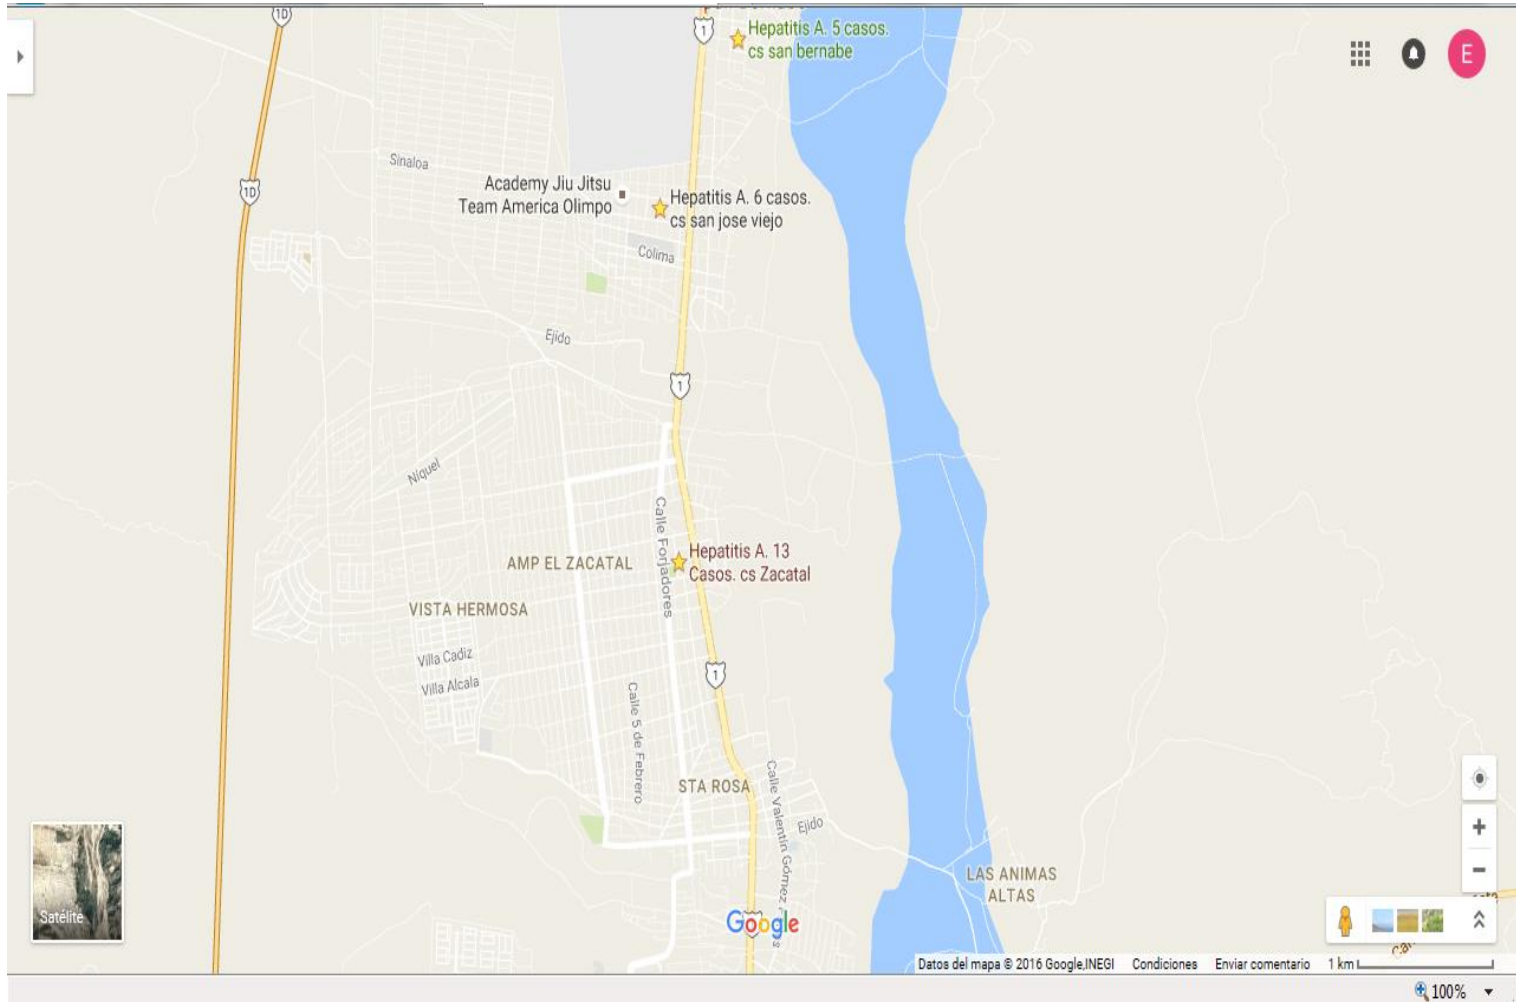 1D
1
Hepatitis A. 5 casos.
cs san bernabe
E
Sinaloa
1D
Academy Jiu Jitsu
Team America Olimpo
Hepatitis A. 6 casos.
cs san jose viejo
Colima
Ejido
1
Niquel
Calle Forjadores
Hepatitis A. 13
Casos. cs Zacatal
AMP EL ZACATAL
VISTA HERMOSA
Villa Cadiz
Villa Alcala
1
Calle 5 de Febrero
STA ROSA
Calle Valentín Gómez
Ejido
LAS ANIMAS
ALTAS
Satélite
Google
Datos del mapa © 2016 Google,INEGI Condiciones Enviar comentario 1 km
100%